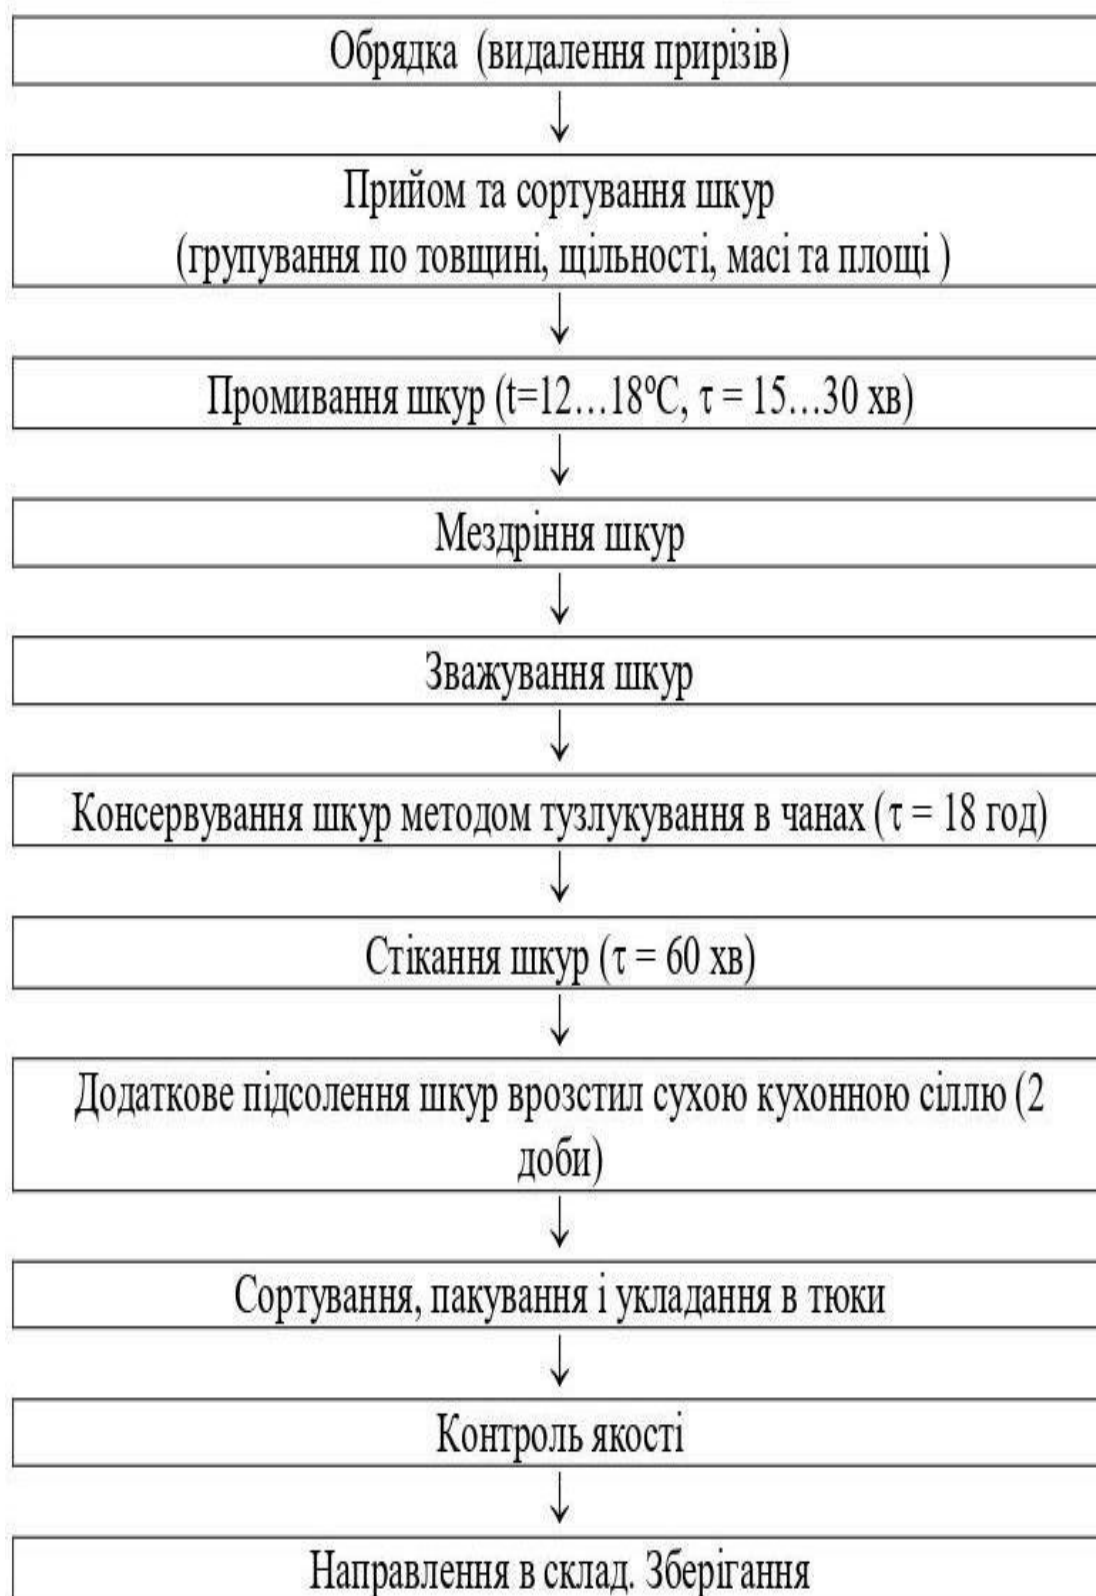 Обрядка (видалення прирізів)
Прийом та сортування шкур
(групування по товщині, щільності, масі та площі )
Промивання шкур (t=12…18ºC, τ = 15…30 хв)
Мездріння шкур
Зважування шкур
Консервування шкур методом тузлукування в чанах (τ = 18 год)
Стікання шкур (τ = 60 хв)
Додаткове підсолення шкур врозстил сухою кухонною сіллю (2
доби)
Сортування, пакування і укладання в тюки
Контроль якості
Направлення в склад. Зберігання